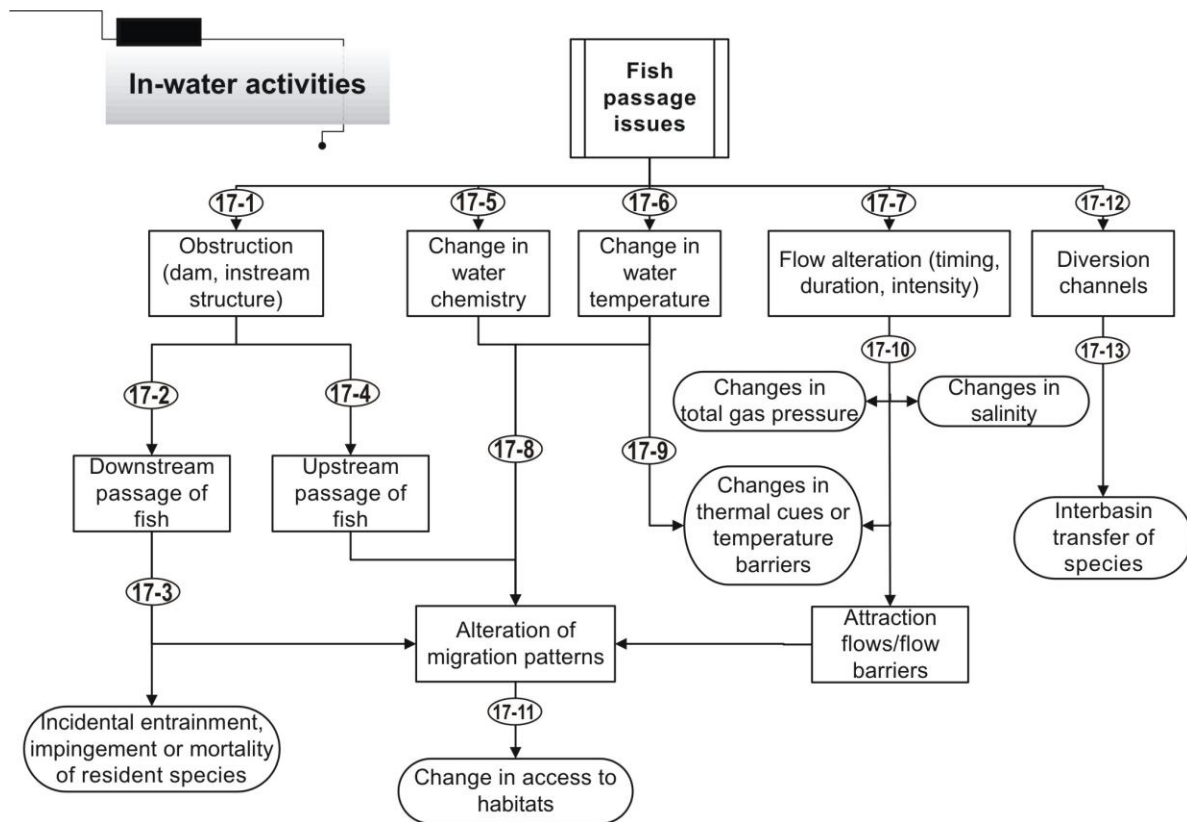 In-water activities
Fish
passage
issues
17-1
17-5
17-6
17-7
17-12
Obstruction
(dam, instream
structure)
Change in
water
chemistry
Change in
water
temperature
Flow alteration (timing,
duration, intensity)
Diversion
channels
17-10
17-13
17-2
17-4
Changes in
total gas pressure
Changes in
salinity
17-8
17-9
Downstream
passage of
fish
Upstream
passage of
fish
Changes in
thermal cues or
temperature
barriers
Interbasin
transfer of
species
17-3
Alteration of
migration patterns
Attraction
flows/flow
barriers
17-11
Incidental entrainment,
impingement or mortality
of resident species
Change in access to
habitats